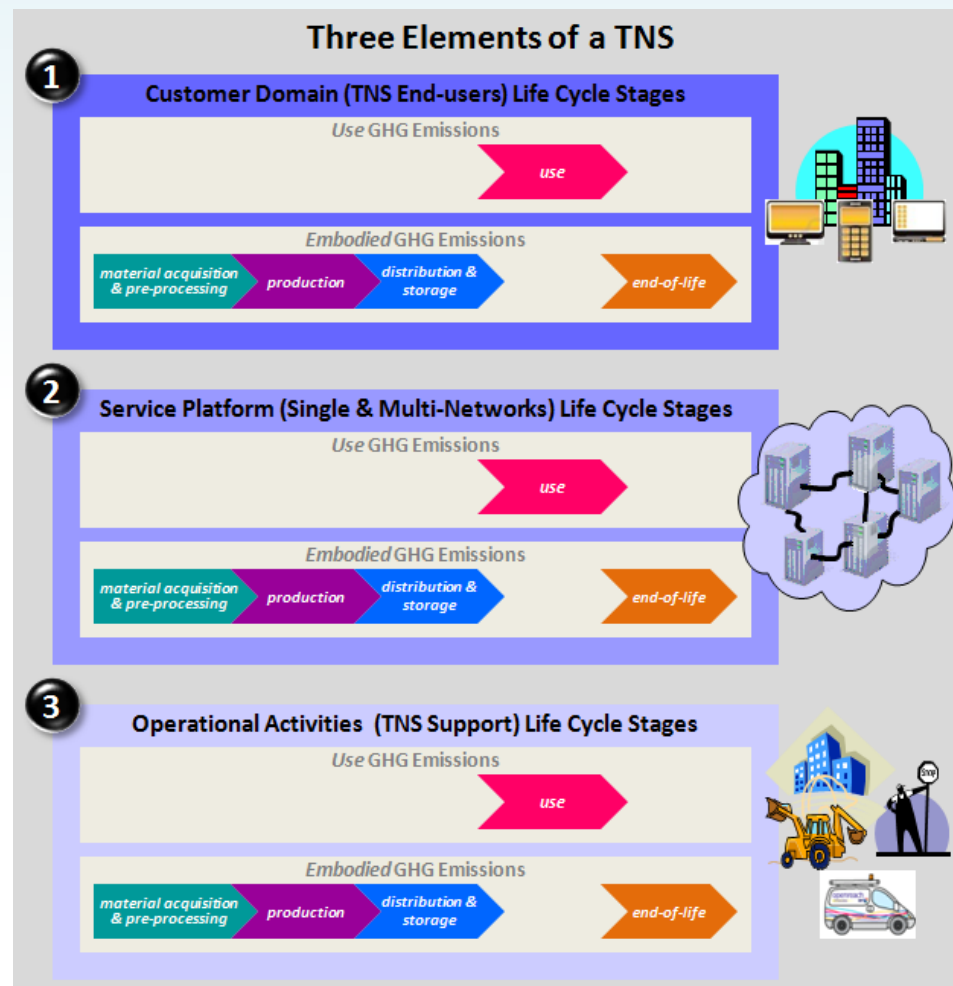 Three Elements of a TNS
1
Customer Domain (TNS End-users) Life Cycle Stages
Use GHG Emissions
use
Embodied GHG Emissions
material acquisition
& pre-processing
production
distribution &
storage
end-of-life
2
Service Platform (Single & Multi-Networks) Life Cycle Stages
Use GHG Emissions
use
Embodied GHG Emissions
material acquisition
& pre-processing
production
distribution &
storage
end-of-life
3
Operational Activities (TNS Support) Life Cycle Stages
Use GHG Emissions
use
Stop
Embodied GHG Emissions
material acquisition
& pre-processing
production
distribution &
storage
end-of-life
openreach